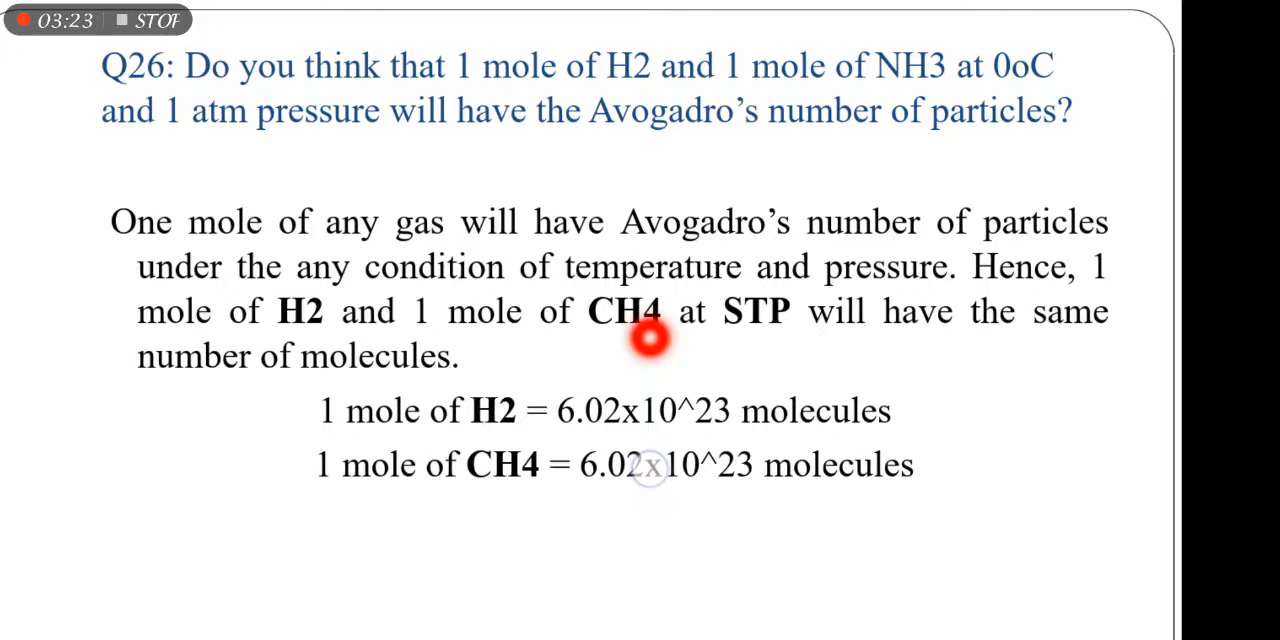 03:23 STOP
Q26: Do you think that 1 mole of H2 and 1 mole of NH3 at 0oC
and 1 atm pressure will have the Avogadro’s number of particles?
One mole of any gas will have Avogadro’s number of particles
under the any condition of temperature and pressure. Hence, 1
mole of H2 and 1 mole of CH4 at STP will have the same
number of molecules.
1 mole of H2 = 6.02x10^23 molecules
1 mole of CH4 = 6.02x10^23 molecules